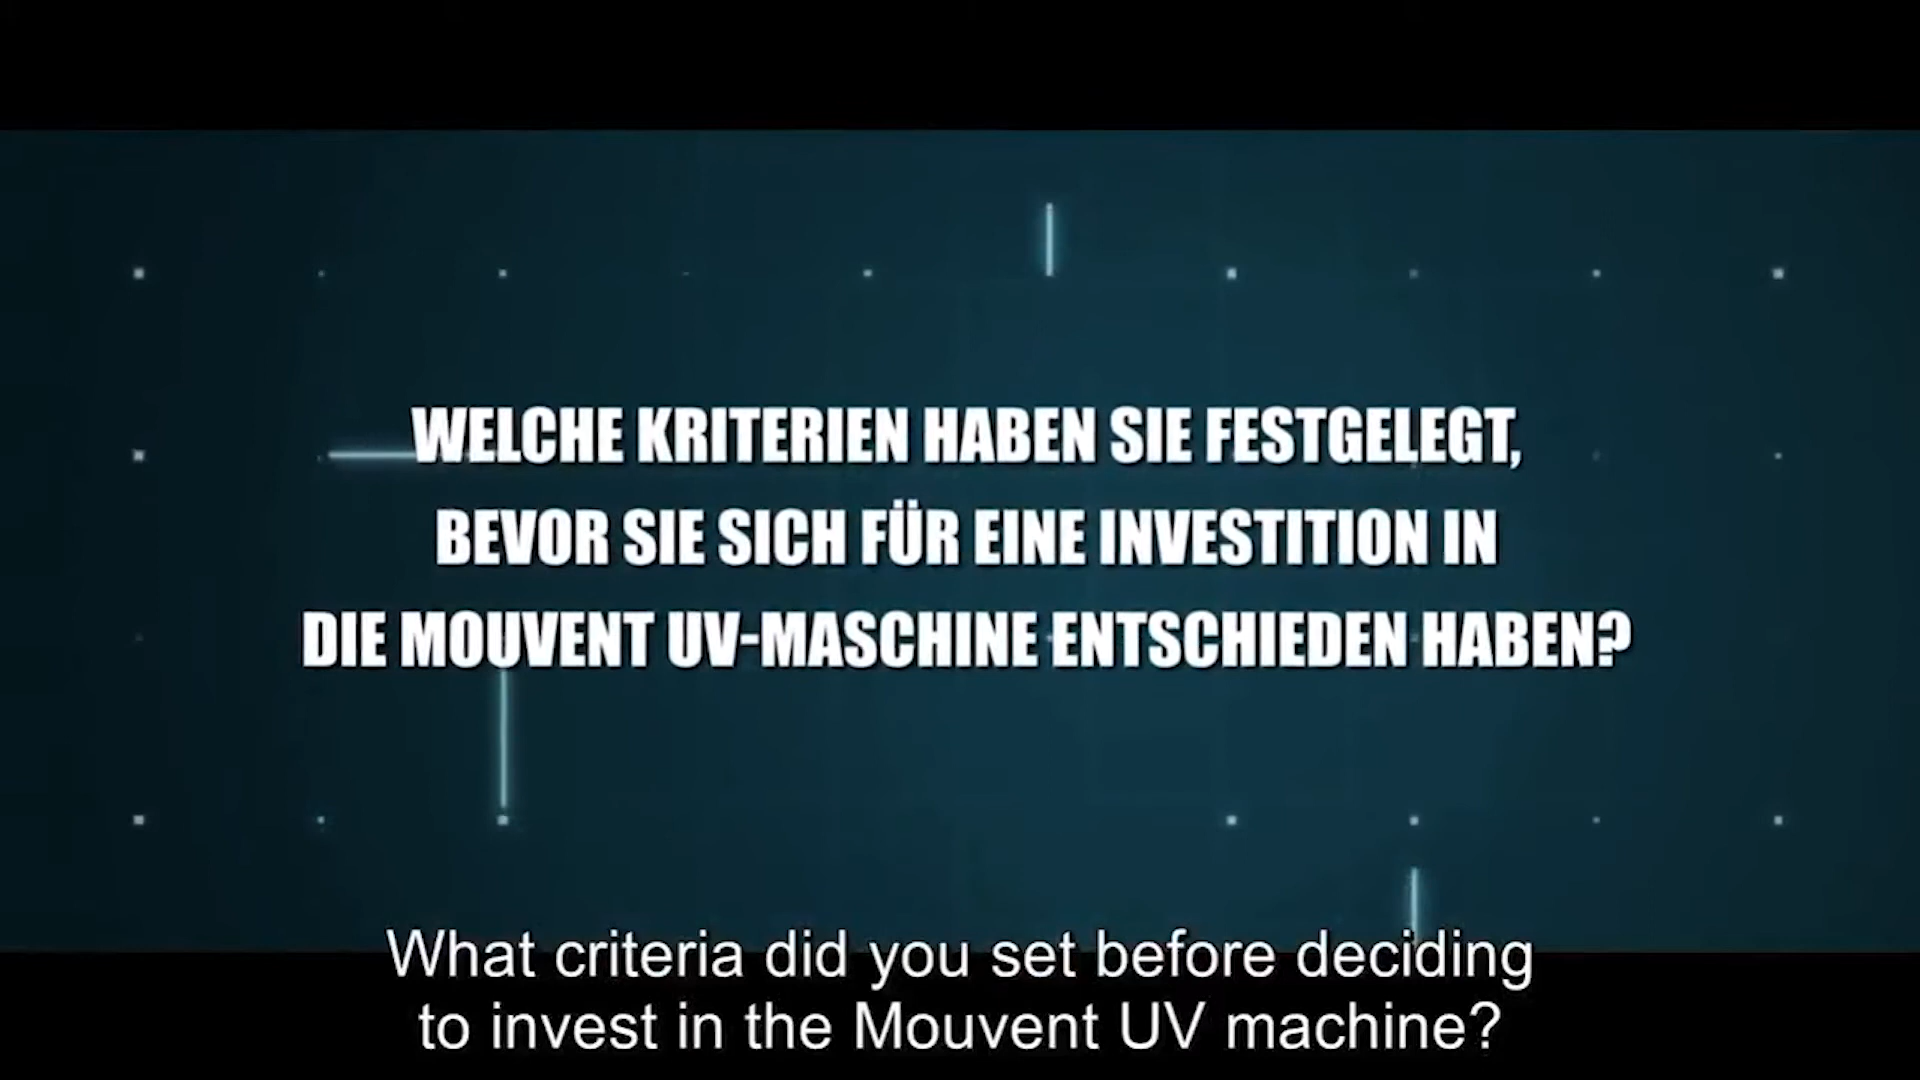 WELCHE KRITERIEN HABEN SIE FESTGELEGT,
BEVOR SIE SICH FÜR EINE INVESTITION IN
DIE MOUVENT UV-MASCHINE ENTSCHIEDEN HABEN?
What criteria did you set before deciding
to invest in the Mouvent UV machine?